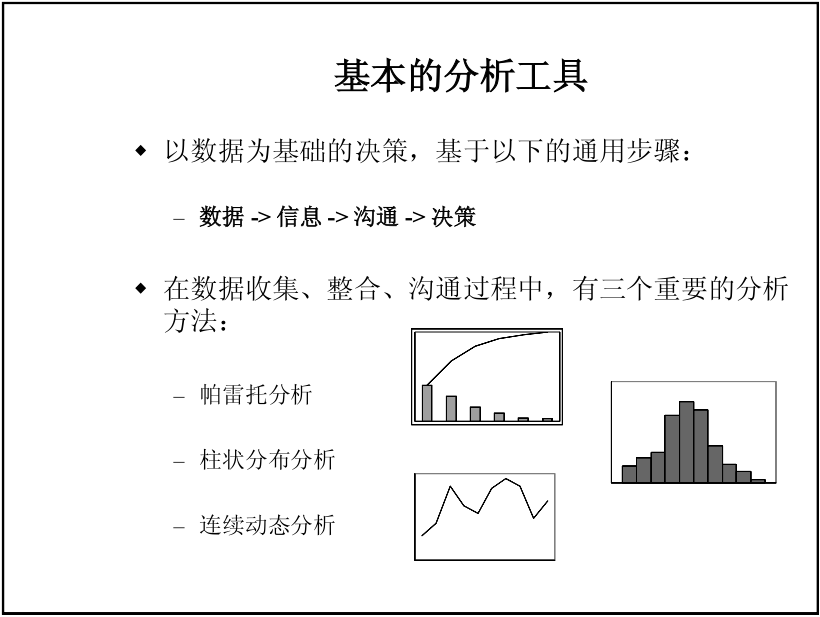 基本的分析工具
◆ 以数据为基础的决策，基于以下的通用步骤：
– 数据 -> 信息 -> 沟通 -> 决策
◆ 在数据收集、整合、沟通过程中，有三个重要的分析
方法：
– 帕雷托分析
– 柱状分布分析
– 连续动态分析